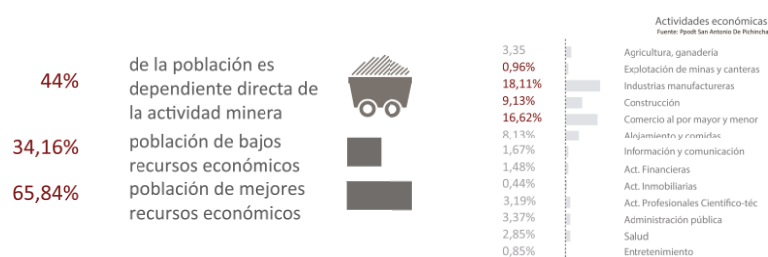 44%
de la población es
dependiente directa de
la actividad minera
34,16%
población de bajos
recursos económicos
65,84%
población de mejores
recursos económicos
Actividades económicas
Fuente: Ppodt San Antonio De Pichincha
3,35 Agricultura, ganadería
0,96% Explotación de minas y canteras
18,11% Industrias manufactureras
9,13% Construcción
16,62% Comercio al por mayor y menor
8,13% Alojamiento y comidas
1,67% Información y comunicación
1,48% Act. Financieras
0,44% Act. Inmobiliarias
3,19% Act. Profesionales Científico-téc
3,37% Administración pública
2,85% Salud
0,85% Entretenimiento